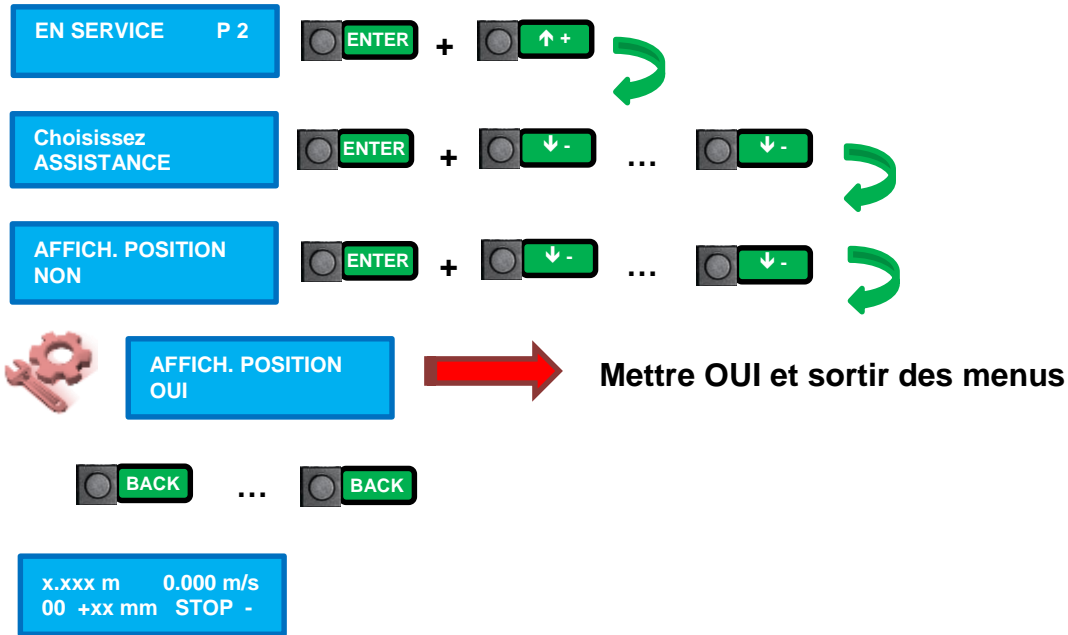 EN SERVICE P 2 ENTER + ↑ +
Choisissez
ASSISTANCE ENTER + ↓ - ... ↓ -
AFFICH. POSITION
NON ENTER + ↓ - ... ↓ -
AFFICH. POSITION
OUI
Mettre OUI et sortir des menus
BACK ... BACK
x.xxx m 0.000 m/s
00 +xx mm STOP -